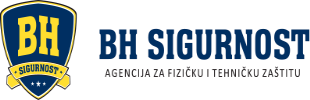 BH
SIGURNOST
BH SIGURNOST
AGENCIJA ZA FIZIČKU I TEHNIČKU ZAŠTITU